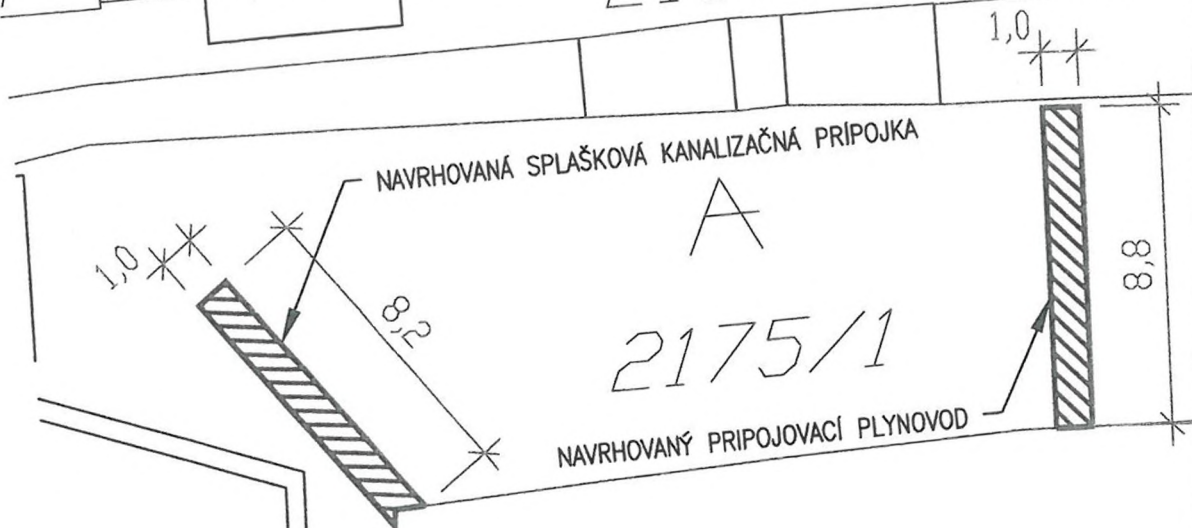 1,0
NAVRHOVANÁ SPLAŠKOVÁ KANALIZAČNÁ PRÍPOJKA
A
1,0
8,2
8,8
2175/1
NAVRHOVANÝ PRIPOJOVACÍ PLYNOVOD